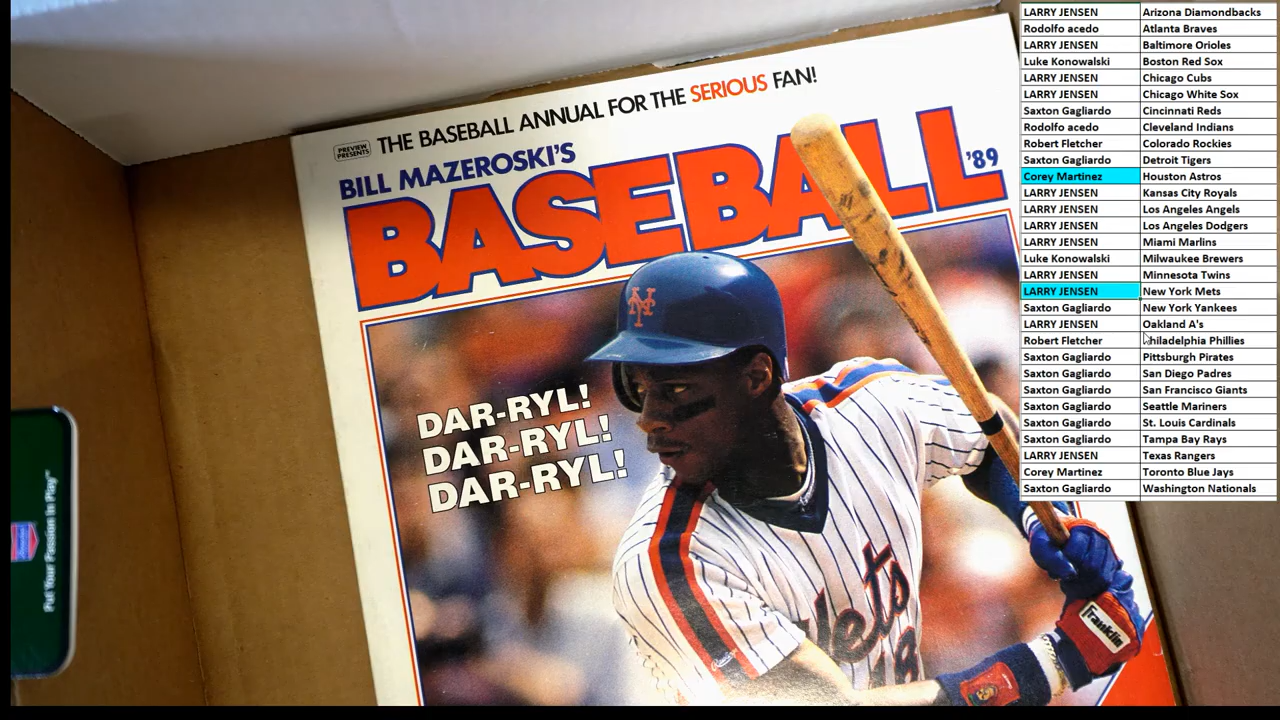 PREVIEW
PRESENTS
THE BASEBALL ANNUAL FOR THE SERIOUS FAN!
BILL MAZEROSKI'S
BASEBALL '89
DAR-RYL!
DAR-RYL!
DAR-RYL!
Mets
18
Franklin
Put Your Passion in Play™
LARRY JENSEN Arizona Diamondbacks
Rodolfo acedo Atlanta Braves
LARRY JENSEN Baltimore Orioles
Luke Konowalski Boston Red Sox
LARRY JENSEN Chicago Cubs
LARRY JENSEN Chicago White Sox
Saxton Gagliardo Cincinnati Reds
Rodolfo acedo Cleveland Indians
Robert Fletcher Colorado Rockies
Saxton Gagliardo Detroit Tigers
Corey Martinez Houston Astros
LARRY JENSEN Kansas City Royals
LARRY JENSEN Los Angeles Angels
LARRY JENSEN Los Angeles Dodgers
LARRY JENSEN Miami Marlins
Luke Konowalski Milwaukee Brewers
LARRY JENSEN Minnesota Twins
LARRY JENSEN New York Mets
Saxton Gagliardo New York Yankees
LARRY JENSEN Oakland A's
Robert Fletcher Philadelphia Phillies
Saxton Gagliardo Pittsburgh Pirates
Saxton Gagliardo San Diego Padres
Saxton Gagliardo San Francisco Giants
Saxton Gagliardo Seattle Mariners
Saxton Gagliardo St. Louis Cardinals
Saxton Gagliardo Tampa Bay Rays
LARRY JENSEN Texas Rangers
Corey Martinez Toronto Blue Jays
Saxton Gagliardo Washington Nationals